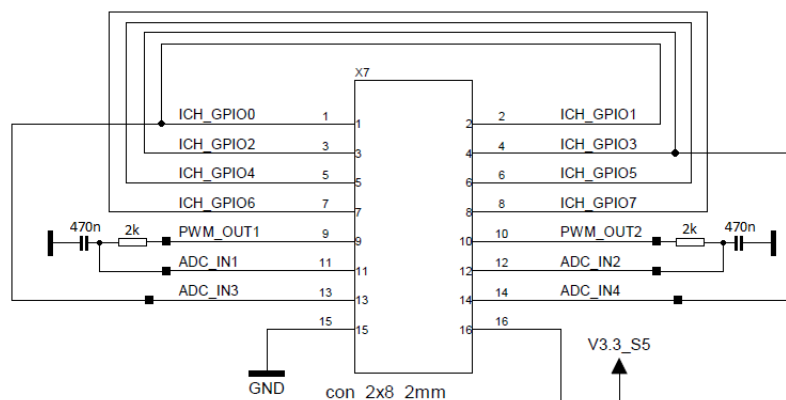 X7
ICH_GPIO0 1 1 2 2 ICH_GPIO1
ICH_GPIO2 3 3 4 4 ICH_GPIO3
ICH_GPIO4 5 5 6 6 ICH_GPIO5
ICH_GPIO6 7 7 8 8 ICH_GPIO7
470n 2k PWM_OUT1 9 9 10 10 PWM_OUT2 2k 470n
ADC_IN1 11 11 12 12 ADC_IN2
ADC_IN3 13 13 14 14 ADC_IN4
15 15 16 16
V3.3_S5
GND
con 2x8 2mm